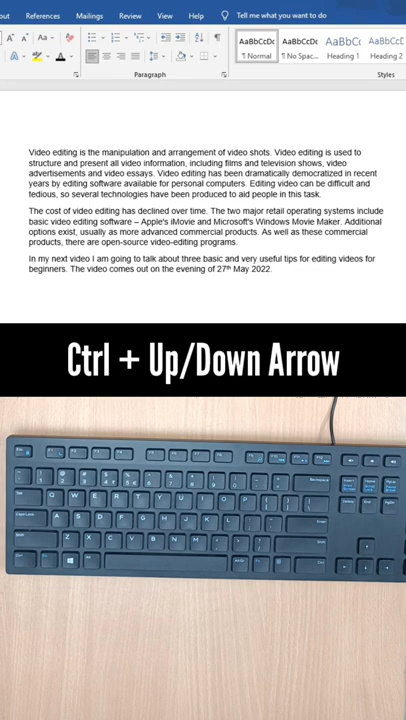 out References Mailings Review View Help Tell me what you want to do
Aa
AaBbCcDc AaBbCcDc AaBbCc AaBbCcD
¶ Normal ¶ No Spac... Heading 1 Heading 2
Paragraph Styles
Video editing is the manipulation and arrangement of video shots. Video editing is used to
structure and present all video information, including films and television shows, video
advertisements and video essays. Video editing has been dramatically democratized in recent
years by editing software available for personal computers. Editing video can be difficult and
tedious, so several technologies have been produced to aid people in this task.
The cost of video editing has declined over time. The two major retail operating systems include
basic video editing software – Apple's iMovie and Microsoft's Windows Movie Maker. Additional
options exist, usually as more advanced commercial products. As well as these commercial
products, there are open-source video-editing programs.
In my next video I am going to talk about three basic and very useful tips for editing videos for
beginners. The video comes out on the evening of 27th May 2022.
Ctrl + Up/Down Arrow
Q W E R T Y U I O P
A S D F G H J K L
Z X C V B N M